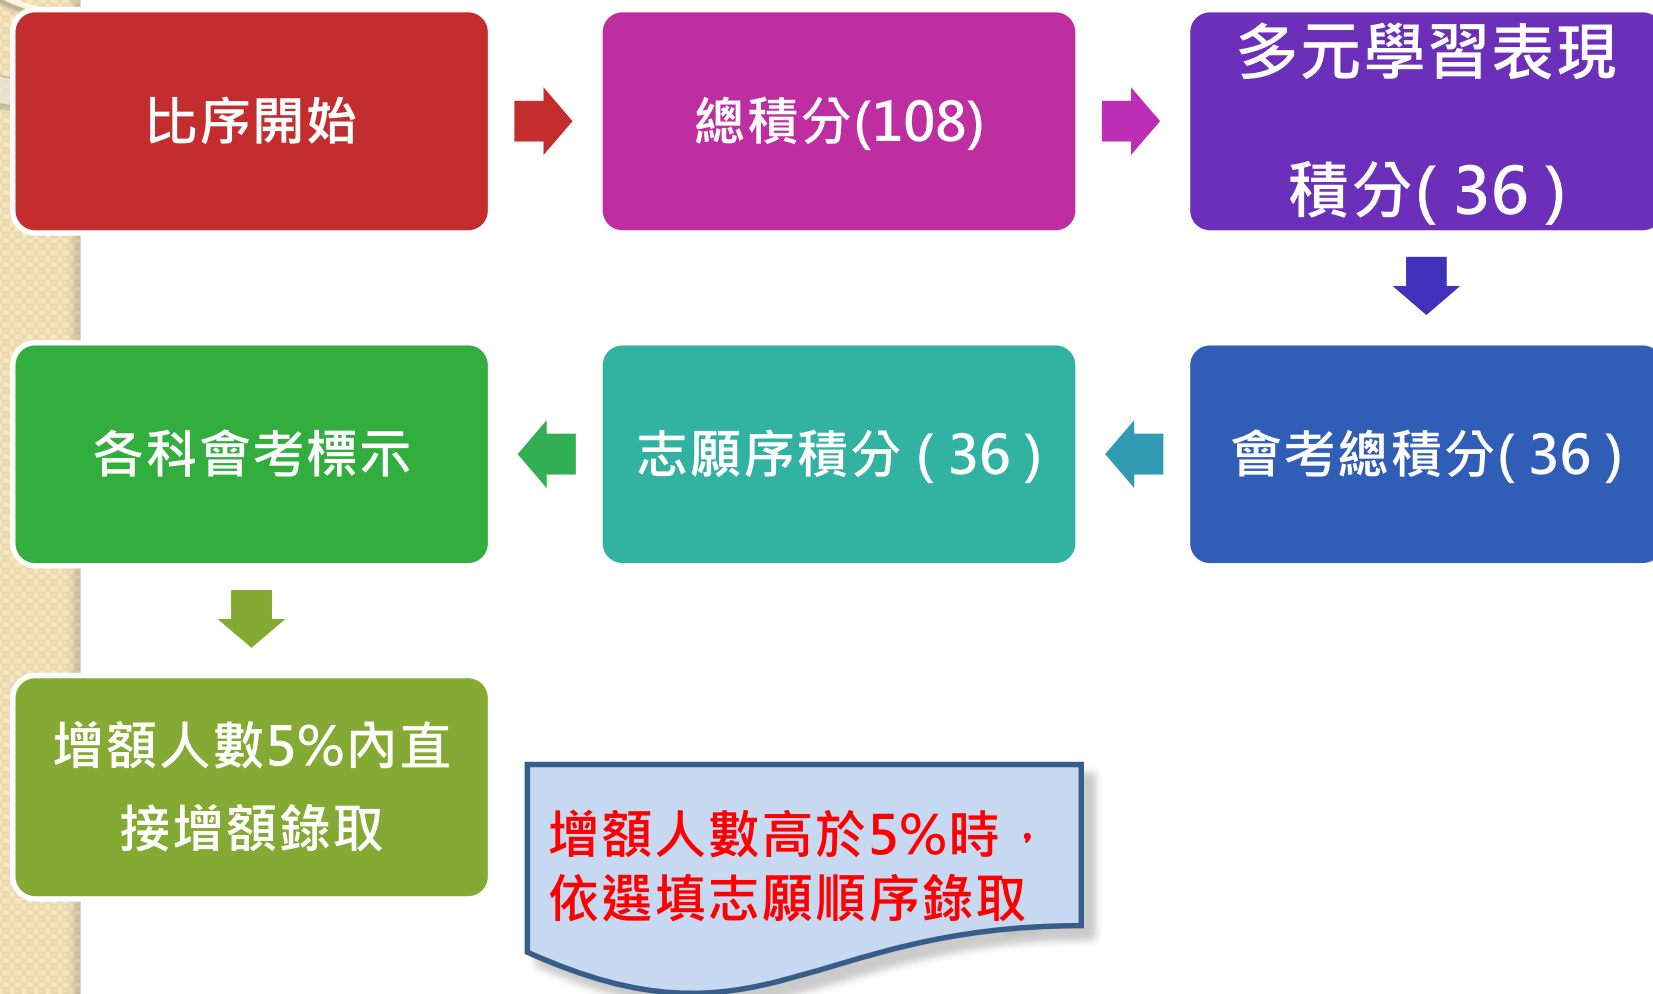 比序開始
總積分(108)
多元學習表現
積分( 36 )
會考總積分( 36 )
志願序積分 ( 36 )
各科會考標示
增額人數5%內直
接增額錄取
增額人數高於5%時，
依選填志願順序錄取